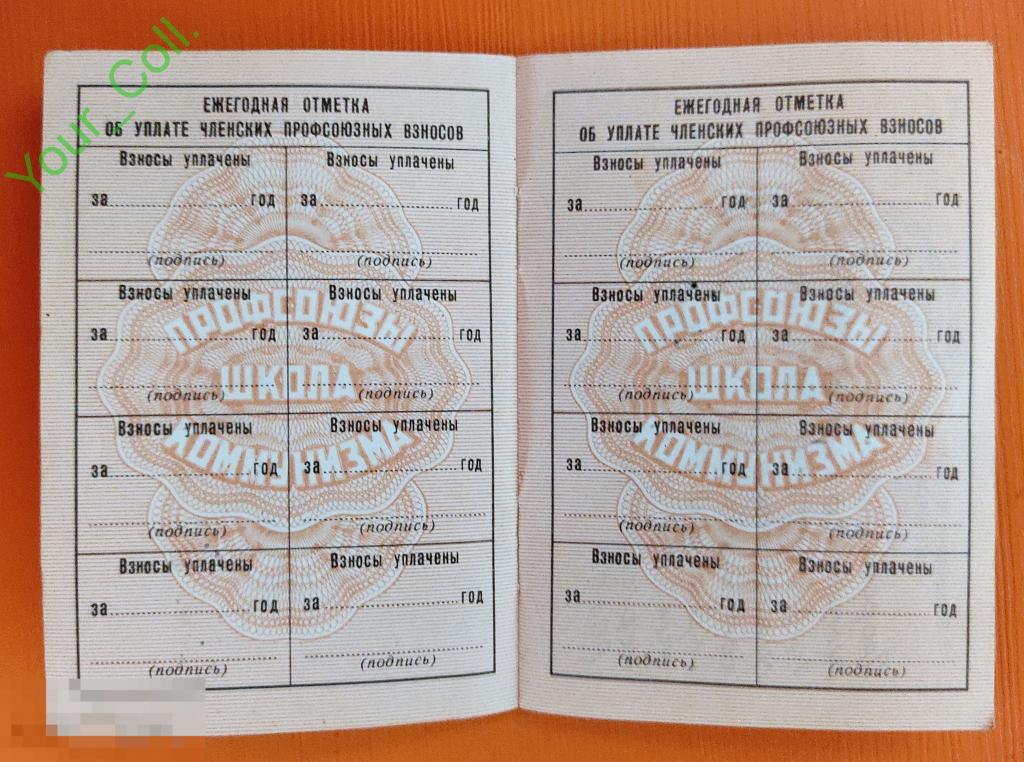 Your_Coll.
ЕЖЕГОДНАЯ ОТМЕТКА
ОБ УПЛАТЕ ЧЛЕНСКИХ ПРОФСОЮЗНЫХ ВЗНОСОВ
Взносы уплачены Взносы уплачены
за год за год
(подпись) (подпись)
Взносы уплачены Взносы уплачены
за год за год
(подпись) (подпись)
Взносы уплачены Взносы уплачены
за год за год
(подпись) (подпись)
Взносы уплачены Взносы уплачены
за год за год
(подпись) (подпись)
ПРОФСОЮЗЫ
ШКОЛА
КОММУНИЗМА
ЕЖЕГОДНАЯ ОТМЕТКА
ОБ УПЛАТЕ ЧЛЕНСКИХ ПРОФСОЮЗНЫХ ВЗНОСОВ
Взносы уплачены Взносы уплачены
за год за год
(подпись) (подпись)
Взносы уплачены Взносы уплачены
за год за год
(подпись) (подпись)
Взносы уплачены Взносы уплачены
за год за год
(подпись) (подпись)
Взносы уплачены Взносы уплачены
за год за год
(подпись) (подпись)
ПРОФСОЮЗЫ
ШКОЛА
КОММУНИЗМА